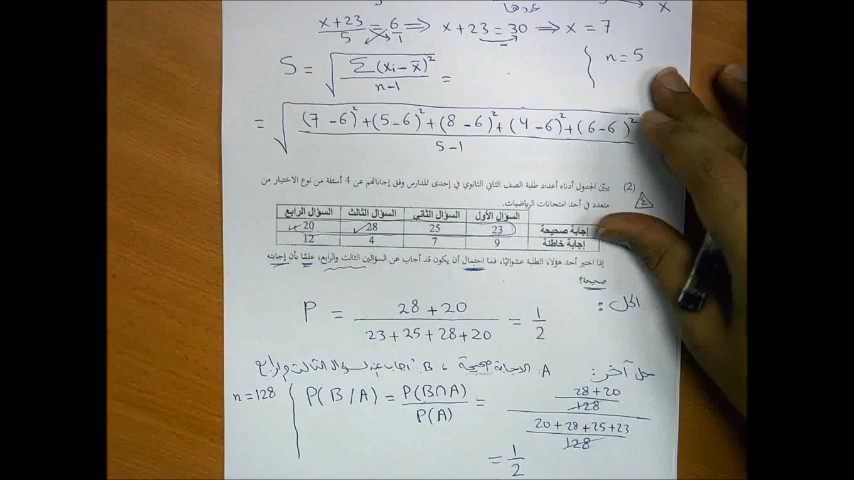 عددها
x
x+23/5 = 6/1 ⇒ x+23 = 30 ⇒ x = 7
S = √(Σ(xi − x̄)²/n−1) =
n = 5
= √((7−6)²+(5−6)²+(8−6)²+(4−6)²+(6−6)²/5−1)
(2) يبيّن الجدول أدناه أعداد طلبة الصف الثاني الثانوي في إحدى المدارس وفق إجاباتهم عن 4 أسئلة من نوع الاختيار من
متعدد في أحد امتحانات الرياضيات.
السؤال الأول السؤال الثاني السؤال الثالث السؤال الرابع
إجابة صحيحة 23 25 28 20
إجابة خاطئة 9 7 4 12
إذا اختير أحد هؤلاء الطلبة عشوائيًا، فما احتمال أن يكون قد أجاب عن السؤالين الثالث والرابع، علمًا بأن إجابته
صحيحة؟
الحل:
P = 28+20/23+25+28+20 = 1/2
حل آخر: A: الاجابة صحيحة ، B: أجاب عن سؤال الثالث والرابع
n=128
P(B/A) = P(B∩A)/P(A) = (28+20/128)/(20+28+25+23/128)
= 1/2